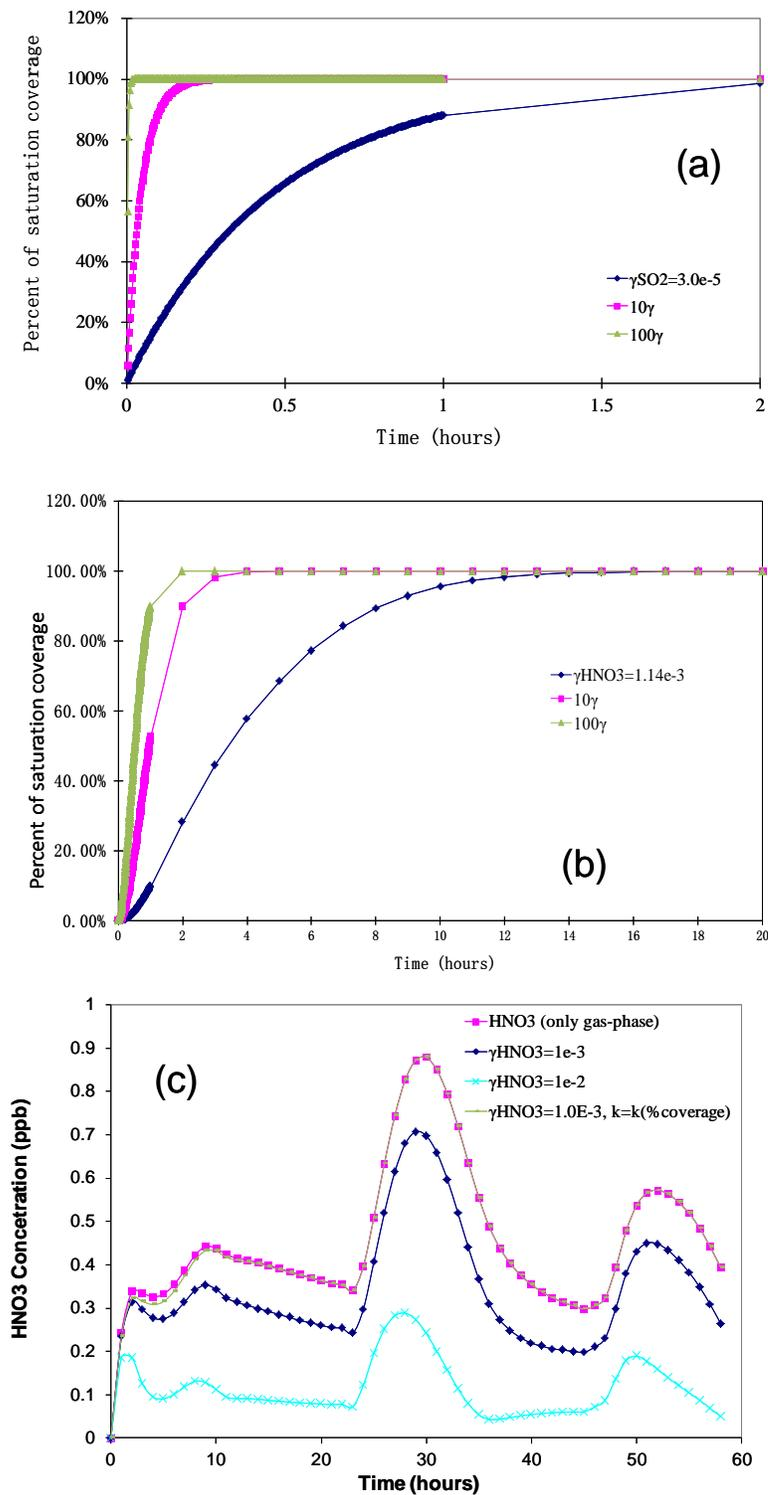 120%
100%
80%
60%
40%
20%
0%
Percent of saturation coverage
(a)
γSO2=3.0e-5
10γ
100γ
0 0.5 1 1.5 2
Time (hours)
120.00%
100.00%
80.00%
60.00%
40.00%
20.00%
0.00%
Percent of saturation coverage
γHNO3=1.14e-3
10γ
100γ
(b)
0 2 4 6 8 10 12 14 16 18 20
Time (hours)
1
0.9
0.8
0.7
0.6
0.5
0.4
0.3
0.2
0.1
0
HNO3 Concetration (ppb)
(c)
HNO3 (only gas-phase)
γHNO3=1e-3
γHNO3=1e-2
γHNO3=1.0E-3, k=k(%coverage)
0 10 20 30 40 50 60
Time (hours)